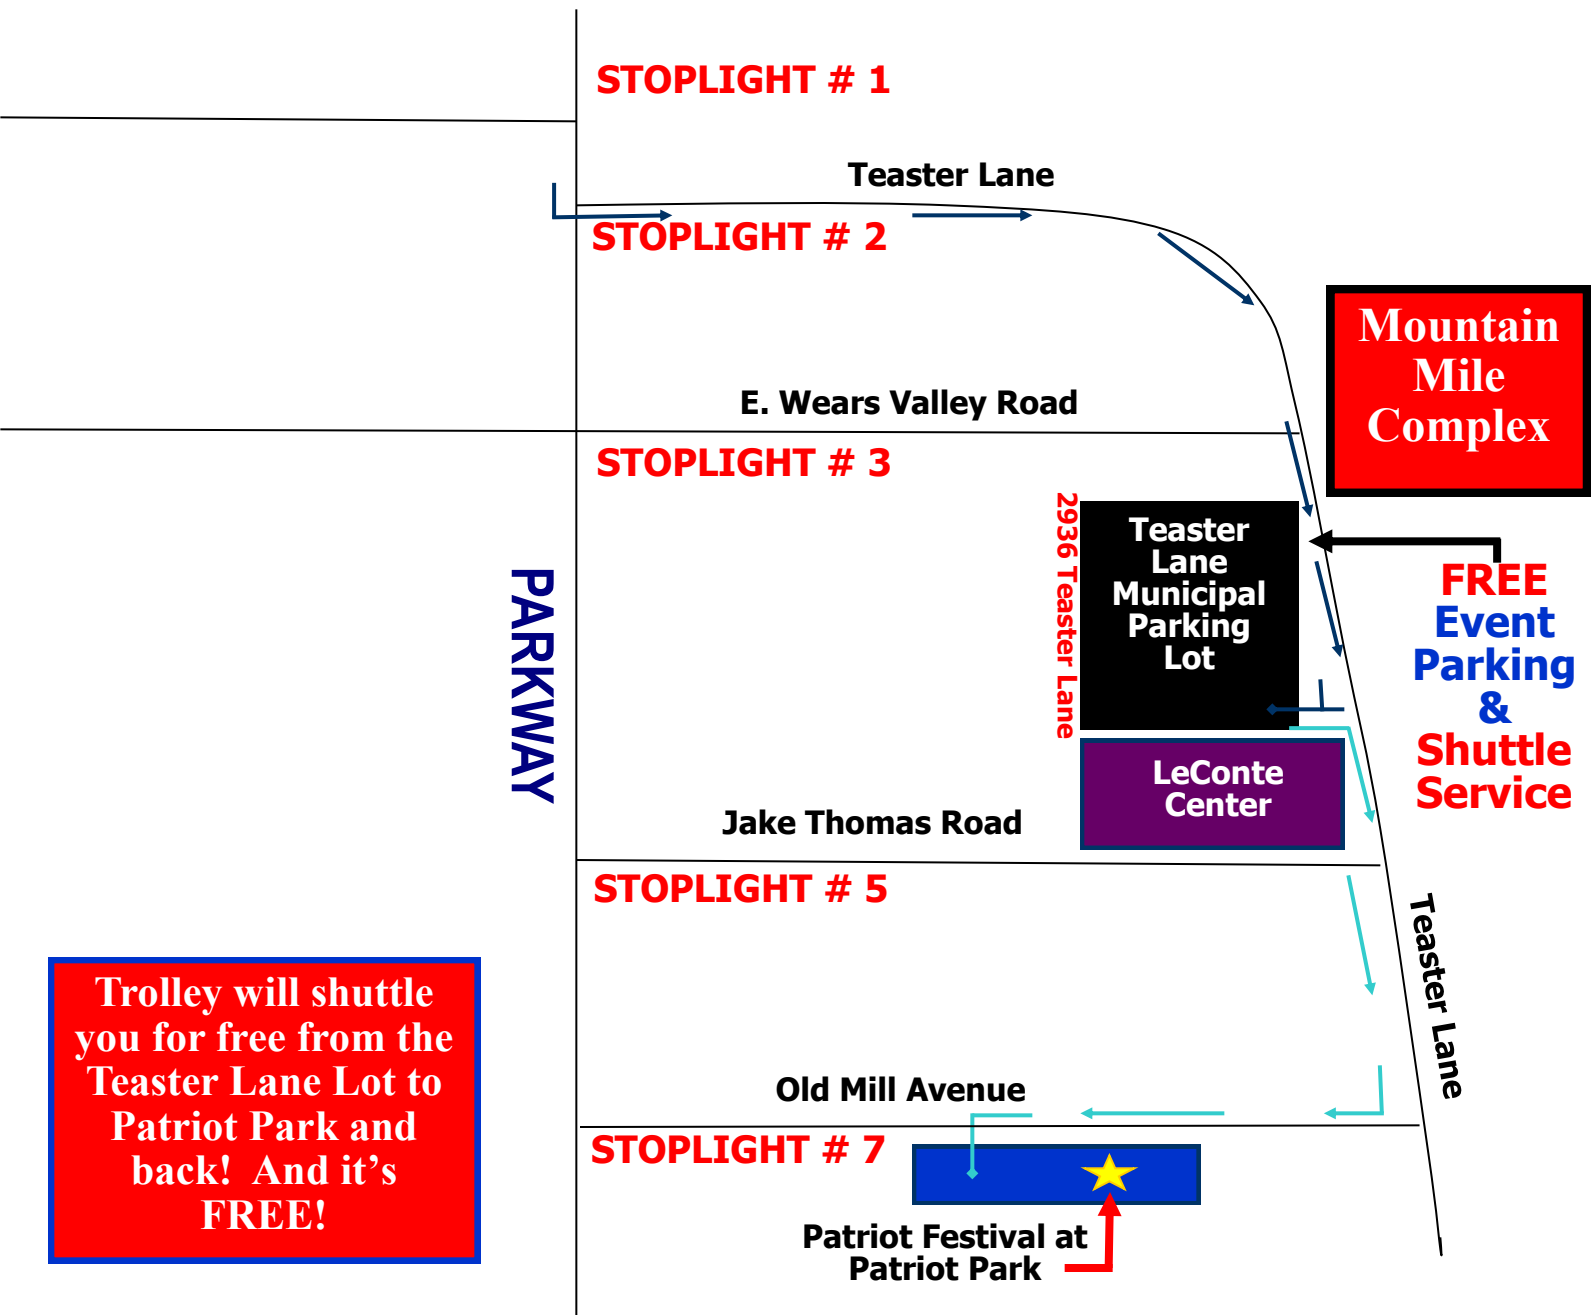 STOPLIGHT # 1
Teaster Lane
STOPLIGHT # 2
Mountain
Mile
Complex
E. Wears Valley Road
STOPLIGHT # 3
2936 Teaster Lane
Teaster
Lane
Municipal
Parking
Lot
PARKWAY
FREE
Event
Parking
&
Shuttle
Service
LeConte
Center
Jake Thomas Road
STOPLIGHT # 5
Teaster Lane
Trolley will shuttle
you for free from the
Teaster Lane Lot to
Patriot Park and
back!  And it’s
FREE!
Old Mill Avenue
STOPLIGHT # 7
Patriot Festival at
Patriot Park